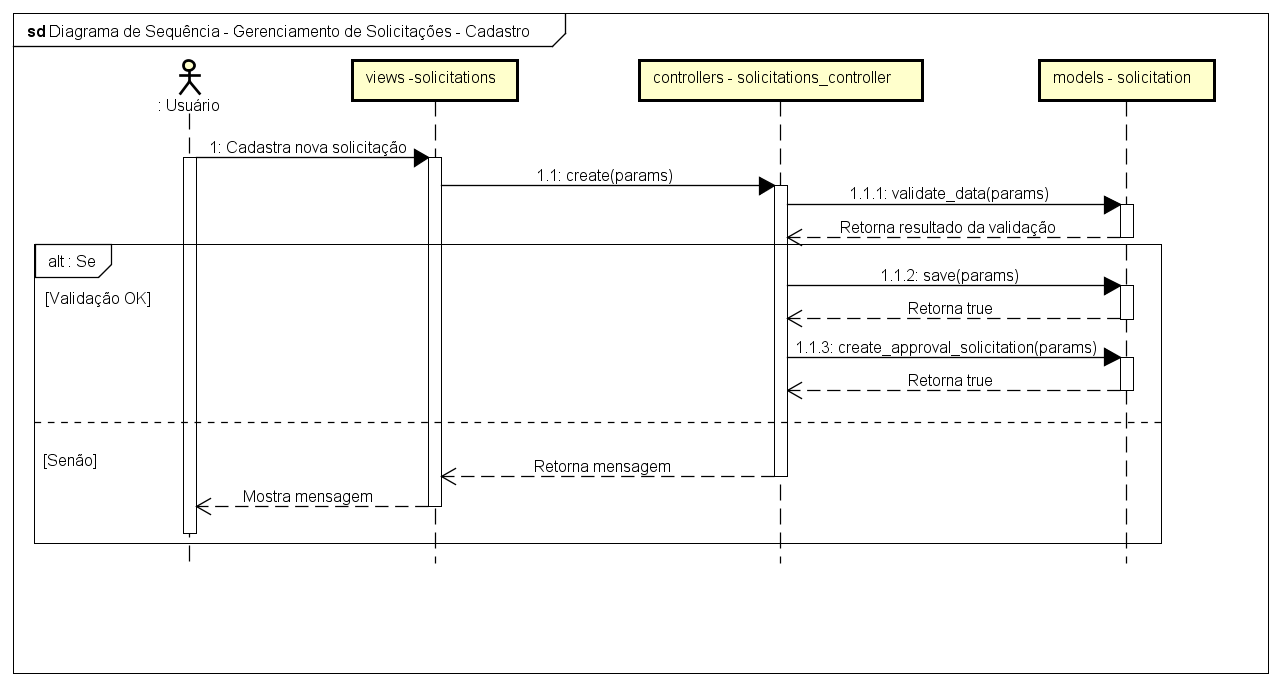 sd Diagrama de Sequência - Gerenciamento de Solicitações - Cadastro
: Usuário
views -solicitations
controllers - solicitations_controller
models - solicitation
1: Cadastra nova solicitação
1.1: create(params)
1.1.1: validate_data(params)
Retorna resultado da validação
alt : Se
[Validação OK]
1.1.2: save(params)
Retorna true
1.1.3: create_approval_solicitation(params)
Retorna true
[Senão]
Retorna mensagem
Mostra mensagem